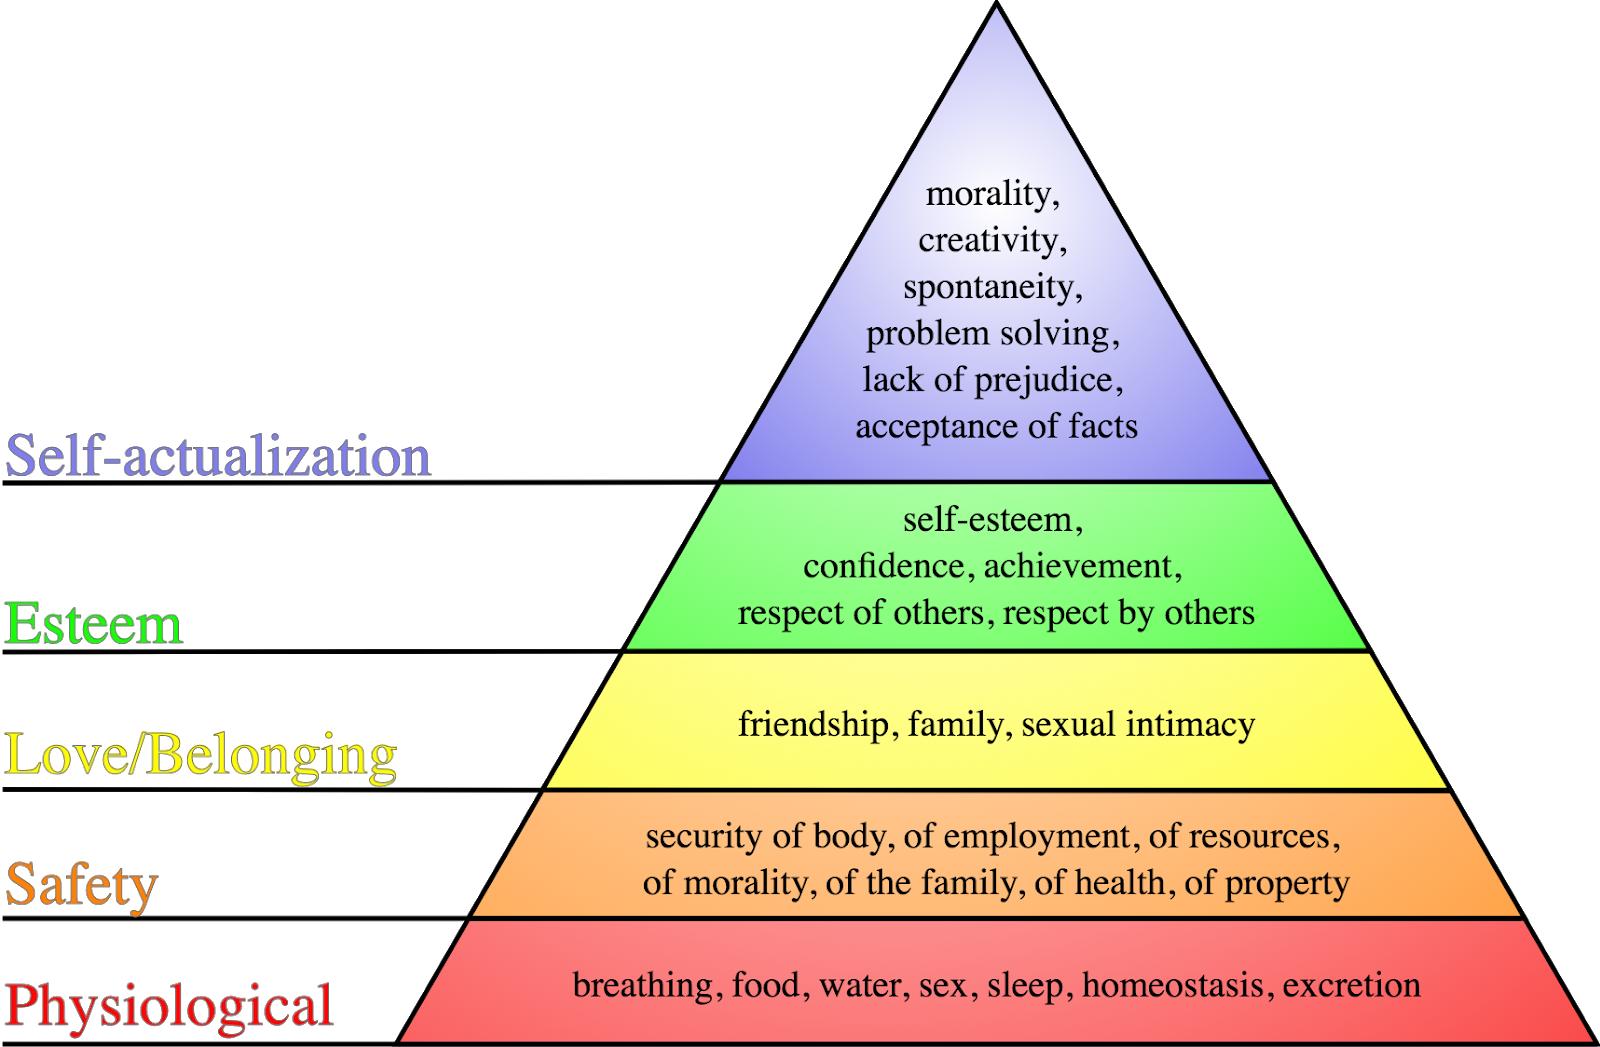 morality,
creativity,
spontaneity,
problem solving,
lack of prejudice,
acceptance of facts
Self-actualization
self-esteem,
confidence, achievement,
respect of others, respect by others
Esteem
friendship, family, sexual intimacy
Love/Belonging
security of body, of employment, of resources,
of morality, of the family, of health, of property
Safety
breathing, food, water, sex, sleep, homeostasis, excretion
Physiological